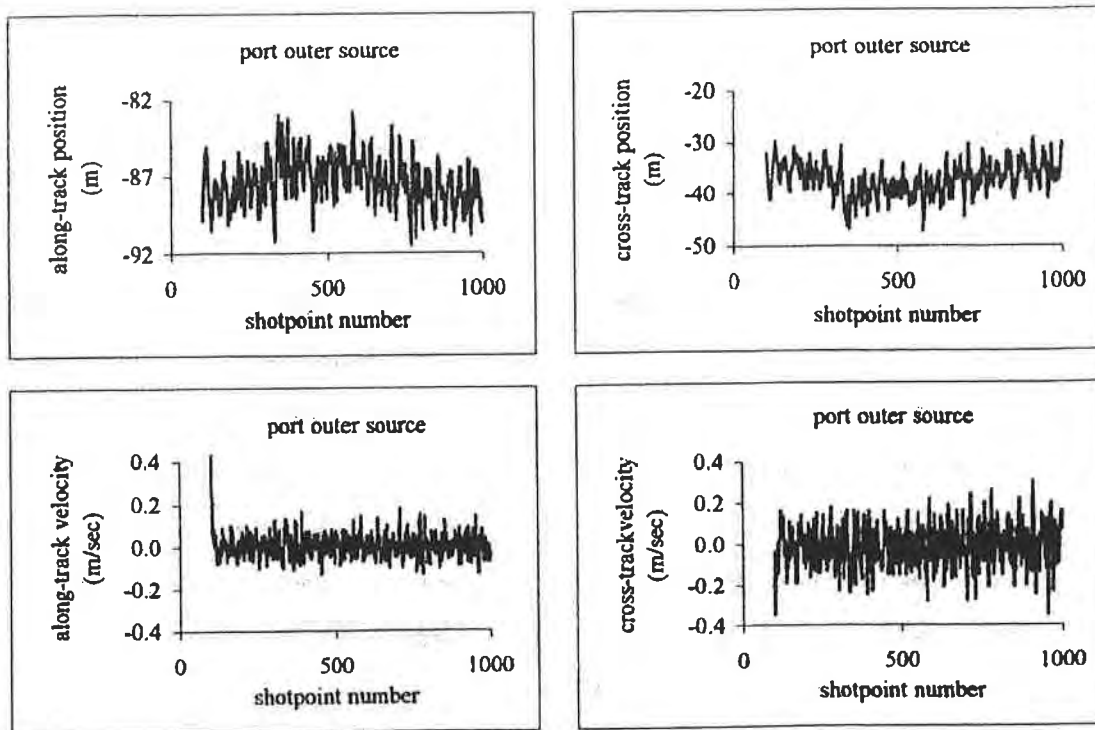 port outer source
along-track position
(m)
-82
-87
-92
0
500
1000
shotpoint number
port outer source
cross-track position
(m)
-20
-30
-40
-50
0
500
1000
shotpoint number
port outer source
along-track velocity
(m/sec)
0.4
0.2
0.0
-0.2
-0.4
0
500
1000
shotpoint number
port outer source
cross-trackvelocity
(m/sec)
0.4
0.2
0.0
-0.2
-0.4
0
500
1000
shotpoint number